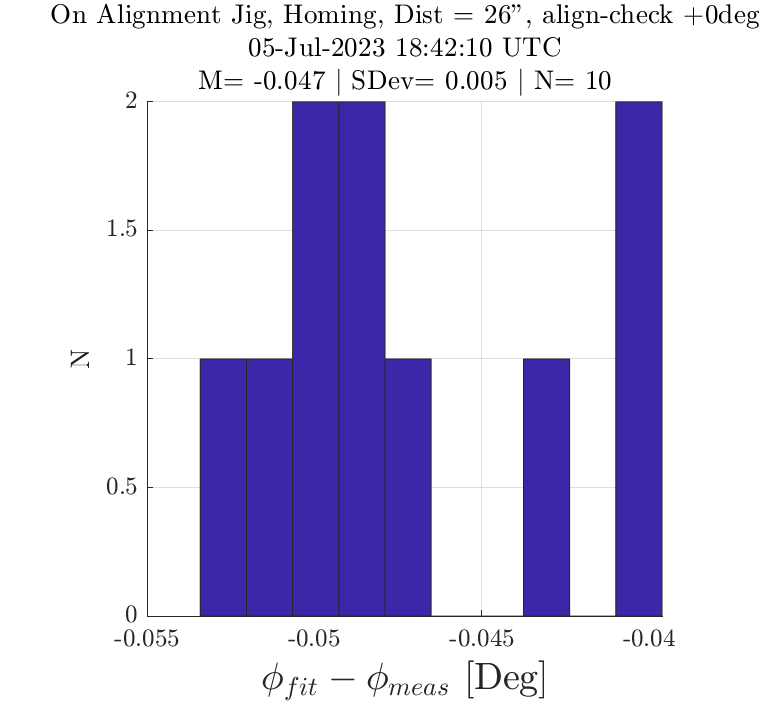 On Alignment Jig, Homing, Dist = 26”, align-check +0deg
05-Jul-2023 18:42:10 UTC
M= -0.047 | SDev= 0.005 | N= 10
2
1.5
N
1
0.5
0
-0.055 -0.05 -0.045 -0.04
ϕfit − ϕmeas [Deg]